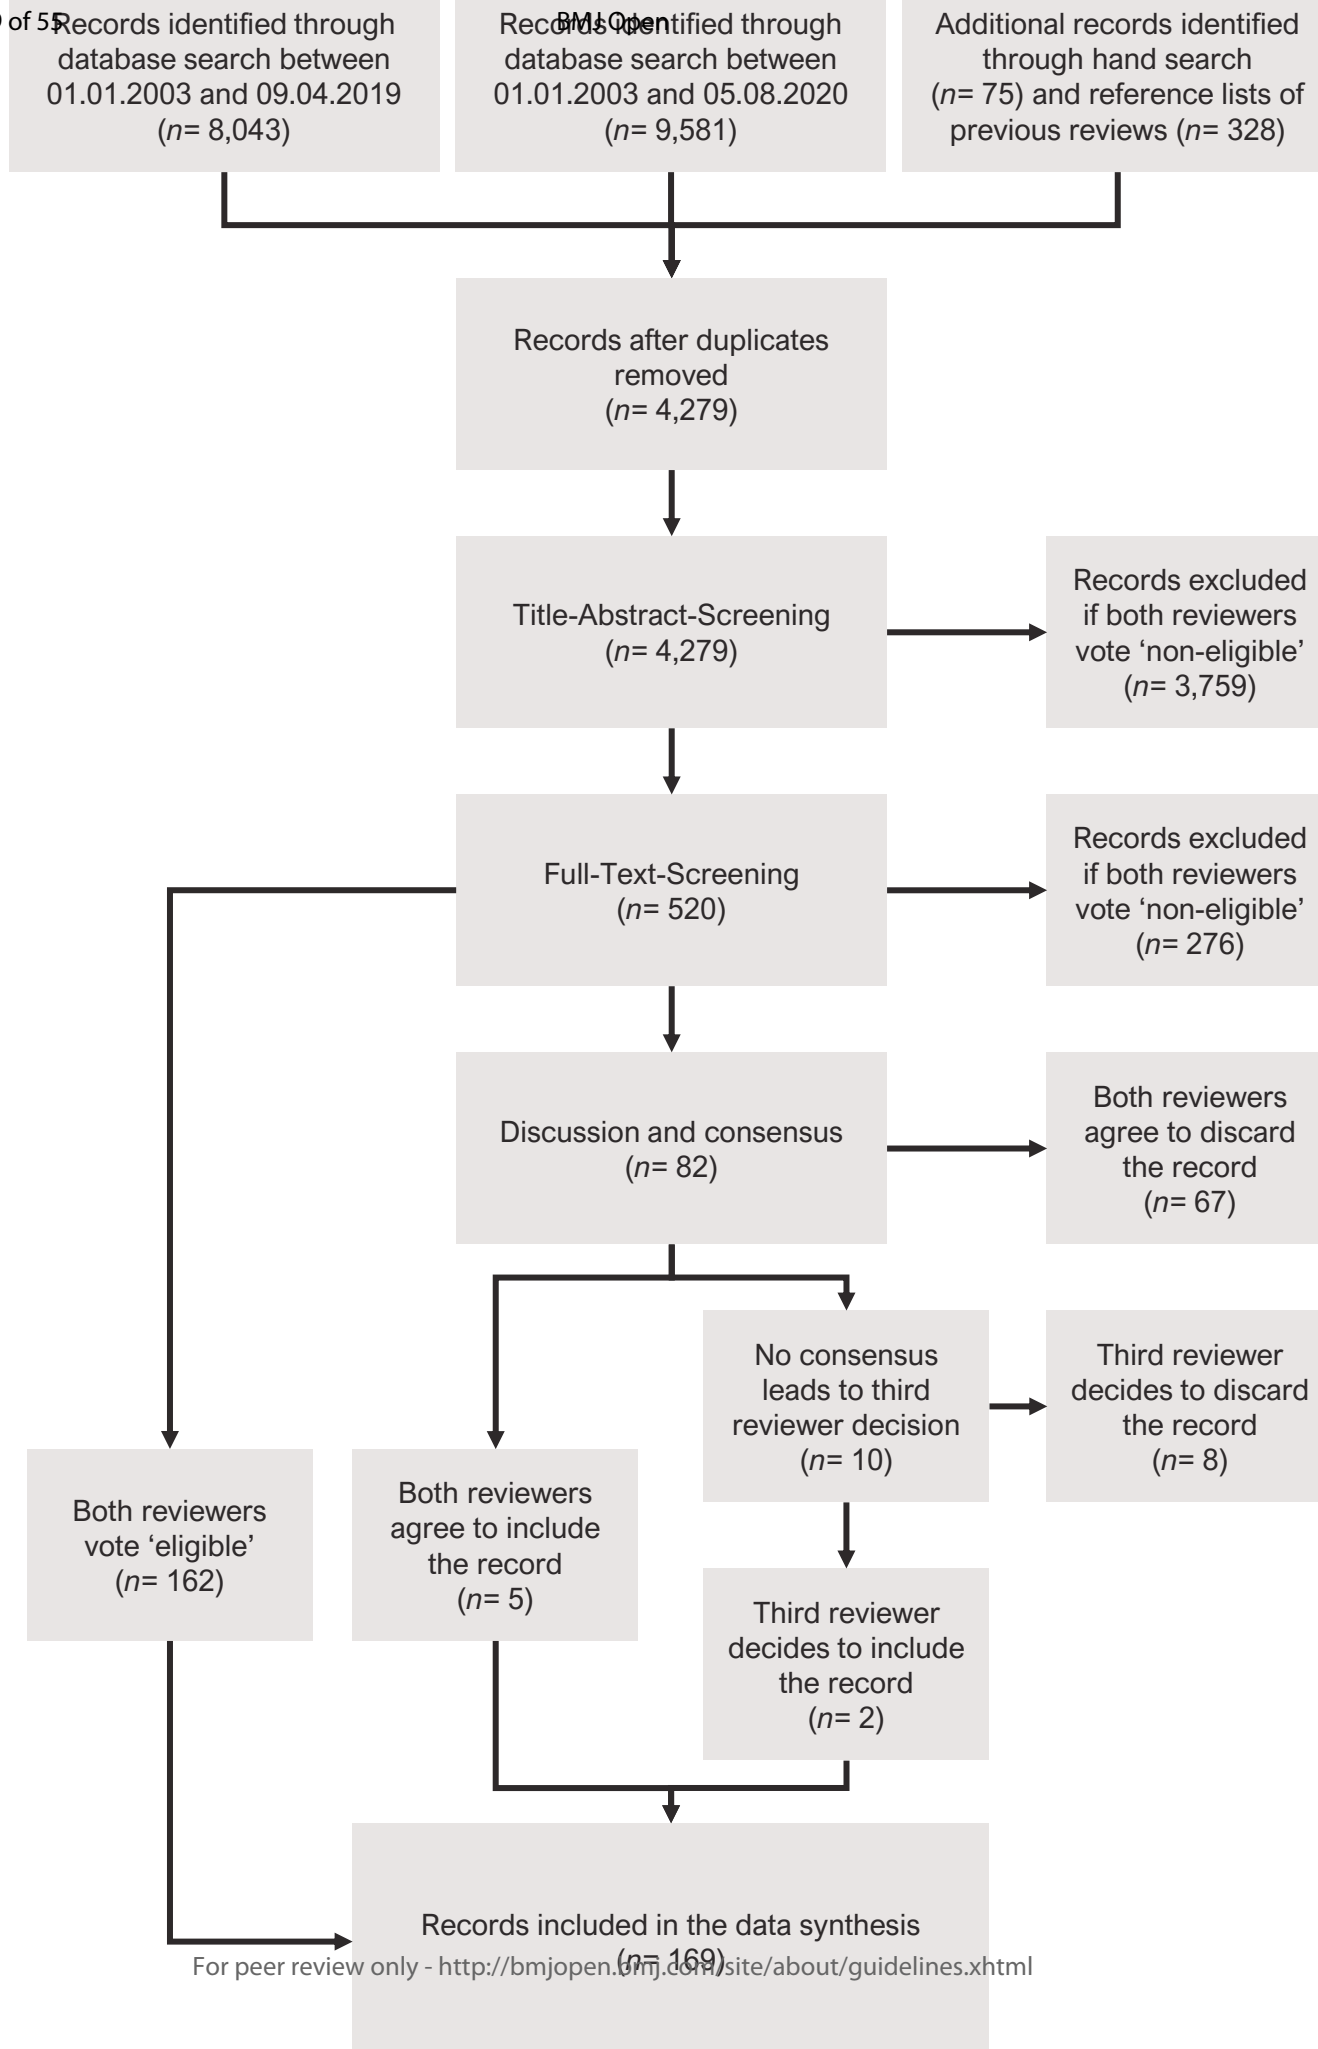 9 of 55
BMJ Open
Records identified through
database search between
01.01.2003 and 09.04.2019
(n= 8,043)
Records identified through
database search between
01.01.2003 and 05.08.2020
(n= 9,581)
Additional records identified
through hand search
(n= 75) and reference lists of
previous reviews (n= 328)
Records after duplicates
removed
(n= 4,279)
Title-Abstract-Screening
(n= 4,279)
Records excluded
if both reviewers
vote ‘non-eligible’
(n= 3,759)
Full-Text-Screening
(n= 520)
Records excluded
if both reviewers
vote ‘non-eligible’
(n= 276)
Discussion and consensus
(n= 82)
Both reviewers
agree to discard
the record
(n= 67)
No consensus
leads to third
reviewer decision
(n= 10)
Third reviewer
decides to discard
the record
(n= 8)
Both reviewers
vote ‘eligible’
(n= 162)
Both reviewers
agree to include
the record
(n= 5)
Third reviewer
decides to include
the record
(n= 2)
Records included in the data synthesis
(n= 169)
For peer review only - http://bmjopen.bmj.com/site/about/guidelines.xhtml